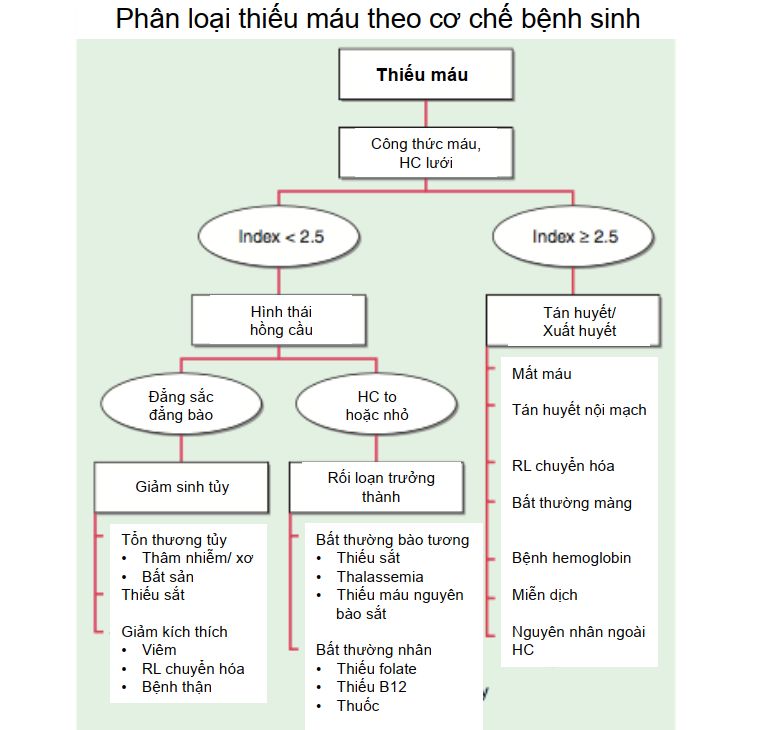 Phân loại thiếu máu theo cơ chế bệnh sinh
Thiếu máu
Công thức máu,
HC lưới
Index < 2.5
Index ≥ 2.5
Hình thái
hồng cầu
Tán huyết/
Xuất huyết
Đẳng sắc
đẳng bào
HC to
hoặc nhỏ
Giảm sinh tủy
Rối loạn trưởng
thành
Tổn thương tủy
• Thâm nhiễm/ xơ
• Bất sản
Thiếu sắt
Giảm kích thích
• Viêm
• RL chuyển hóa
• Bệnh thận
Bất thường bào tương
• Thiếu sắt
• Thalassemia
• Thiếu máu nguyên
bào sắt
Bất thường nhân
• Thiếu folate
• Thiếu B12
• Thuốc
Mất máu
Tán huyết nội mạch
RL chuyển hóa
Bất thường màng
Bệnh hemoglobin
Miễn dịch
Nguyên nhân ngoài
HC